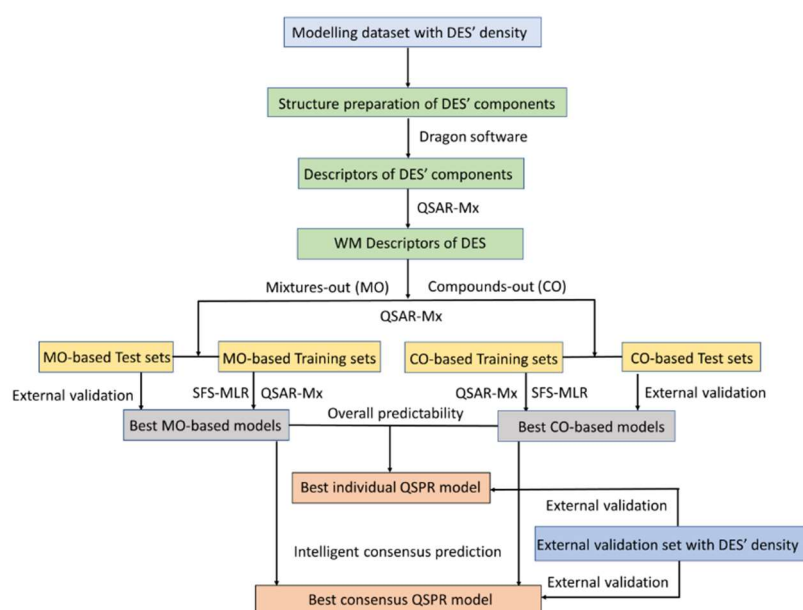 Modelling dataset with DES' density
Structure preparation of DES' components
Dragon software
Descriptors of DES' components
QSAR-Mx
WM Descriptors of DES
Mixtures-out (MO)
Compounds-out (CO)
QSAR-Mx
MO-based Test sets
MO-based Training sets
CO-based Training sets
CO-based Test sets
External validation
SFS-MLR
QSAR-Mx
QSAR-Mx
SFS-MLR
External validation
Best MO-based models
Overall predictability
Best CO-based models
Best individual QSPR model
External validation
Intelligent consensus prediction
External validation set with DES' density
External validation
Best consensus QSPR model